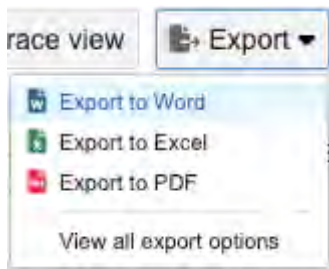 race view Export
Export to Word
Export to Excel
Export to PDF
View all export options